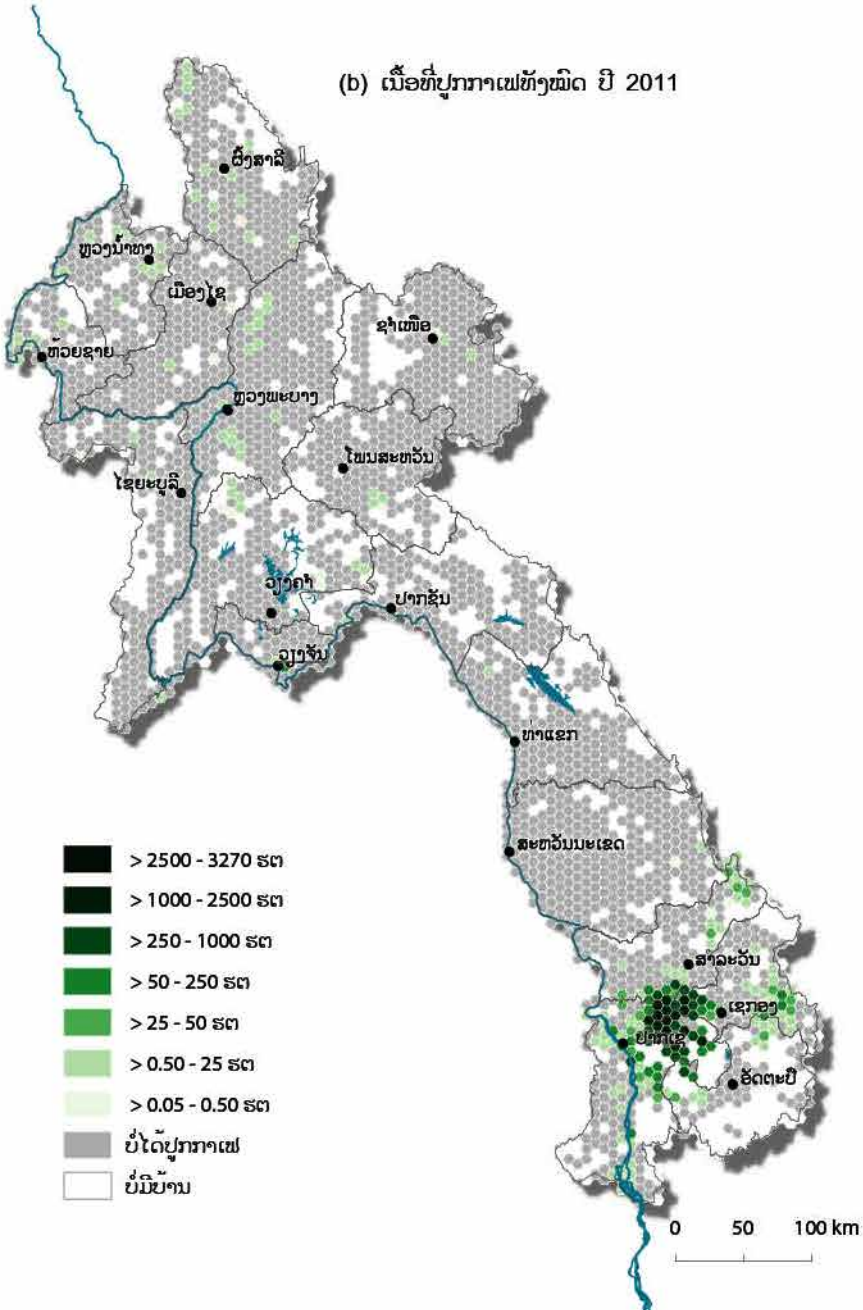 (b) ເນື້ອທີ່ປູກກາເຟທັງໝົດ ປີ 2011
ຜົ້ງສາລີ
ຫຼວງນ້ຳທາ
ເມືອງໄຊ
ຊຳເໜືອ
ຫ້ວຍຊາຍ
ຫຼວງພະບາງ
ໂພນສະຫວັນ
ໄຊຍະບູລີ
ວຽງຄຳ
ປາກຊັນ
ວຽງຈັນ
ທ່າແຂກ
ສະຫວັນນະເຂດ
> 2500 - 3270 ຮຕ
> 1000 - 2500 ຮຕ
> 250 - 1000 ຮຕ
> 50 - 250 ຮຕ
> 25 - 50 ຮຕ
> 0.50 - 25 ຮຕ
> 0.05 - 0.50 ຮຕ
ບໍ່ໄດ້ປູກກາເຟ
ບໍ່ມີບ້ານ
ສາລະວັນ
ເຊກອງ
ປາກເຊ
ອັດຕະປື
0 50 100 km